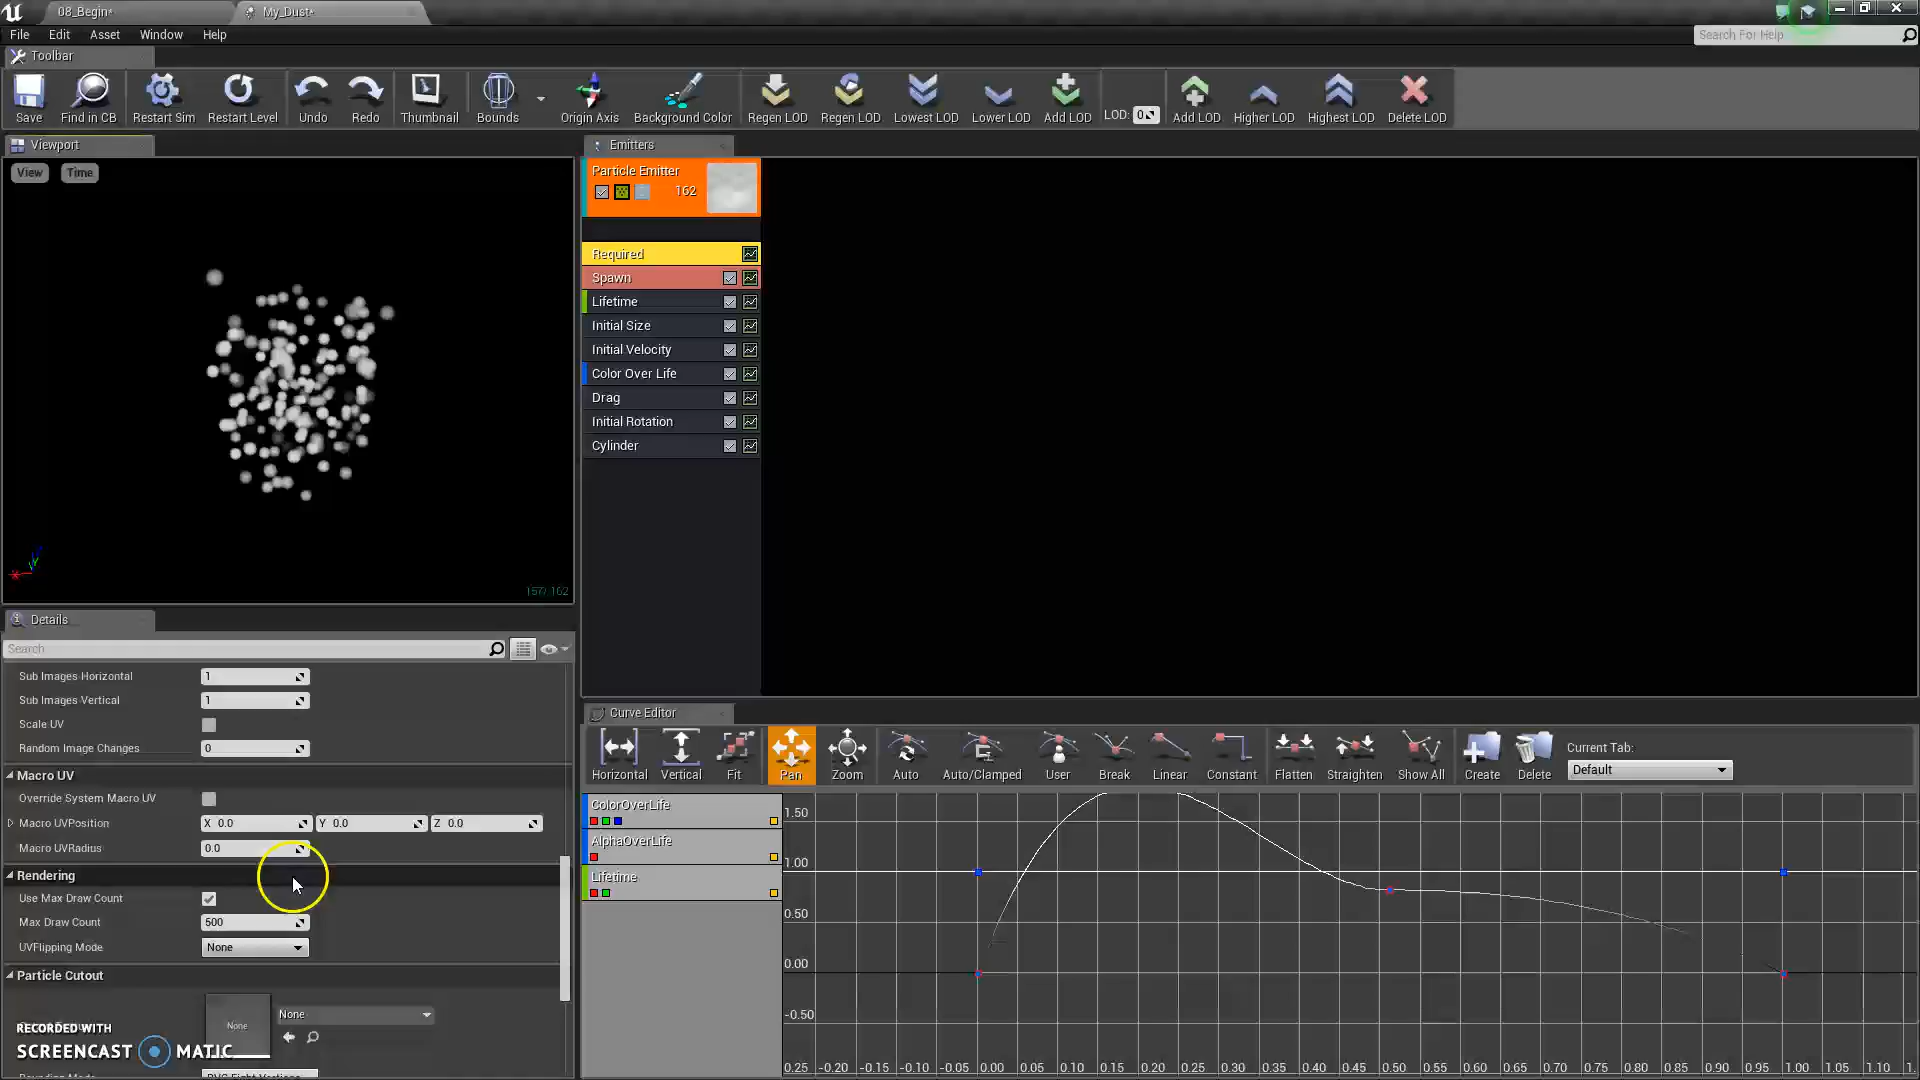 08_Begin* My_Dust*
File Edit Asset Window Help
Search For Help
Toolbar
Save Find in CB Restart Sim Restart Level Undo Redo Thumbnail Bounds Origin Axis Background Color Regen LOD Regen LOD Lowest LOD Lower LOD Add LOD LOD: 0 Add LOD Higher LOD Highest LOD Delete LOD
Viewport
View Time
157/162
Emitters
Particle Emitter
162
Required
Spawn
Lifetime
Initial Size
Initial Velocity
Color Over Life
Drag
Initial Rotation
Cylinder
Details
Search
Sub Images Horizontal 1
Sub Images Vertical 1
Scale UV
Random Image Changes 0
Macro UV
Override System Macro UV
Macro UVPosition X 0.0 Y 0.0 Z 0.0
Macro UVRadius 0.0
Rendering
Use Max Draw Count
Max Draw Count 500
UVFlipping Mode None
Particle Cutout
None None
RECORDED WITH
SCREENCAST MATIC
Curve Editor
Horizontal Vertical Fit Pan Zoom Auto Auto/Clamped User Break Linear Constant Flatten Straighten Show All Create Delete
Current Tab:
Default
ColorOverLife
AlphaOverLife
Lifetime
1.50
1.00
0.50
0.00
-0.50
0.25 -0.20 -0.15 -0.10 -0.05 0.00 0.05 0.10 0.15 0.20 0.25 0.30 0.35 0.40 0.45 0.50 0.55 0.60 0.65 0.70 0.75 0.80 0.85 0.90 0.95 1.00 1.05 1.10 1.